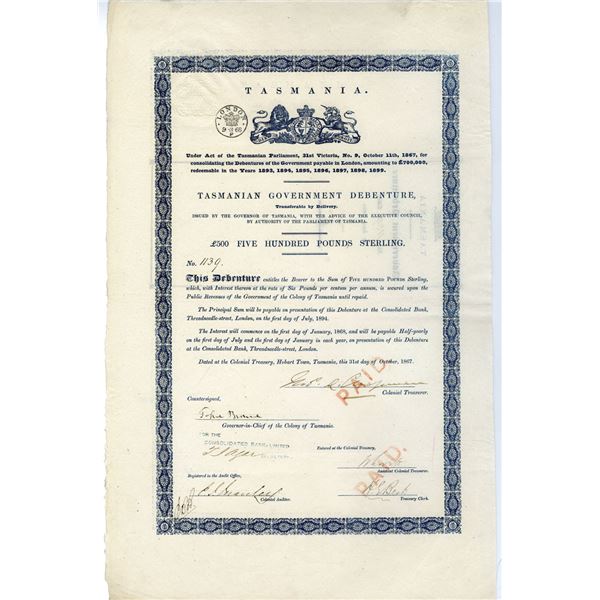 TASMANIA.
LONDON
Under Act of the Tasmanian Parliament, 31st Victoria, No. 9, October 11th, 1867, for
consolidating the Debentures of the Government payable in London, amounting to £700,000,
redeemable in the Years 1893, 1894, 1895, 1896, 1897, 1898, 1899.
TASMANIAN GOVERNMENT DEBENTURE,
Transferable by Delivery.
ISSUED BY THE GOVERNOR OF TASMANIA, WITH THE ADVICE OF THE EXECUTIVE COUNCIL,
BY AUTHORITY OF THE PARLIAMENT OF TASMANIA.
£500 FIVE HUNDRED POUNDS STERLING.
No. 1139.
This Debenture entitles the Bearer to the Sum of FIVE HUNDRED POUNDS Sterling,
which, with Interest thereon at the rate of Six Pounds per centum per annum, is secured upon the
Public Revenues of the Government of the Colony of Tasmania until repaid.
The Principal Sum will be payable on presentation of this Debenture at the Consolidated Bank,
Threadneedle-street, London, on the first day of July, 1894.
The Interest will commence on the first day of January, 1868, and will be payable Half-yearly
on the first day of July and the first day of January in each year, on presentation of this Debenture
at the Consolidated Bank, Threadneedle-street, London.
Dated at the Colonial Treasury, Hobart Town, Tasmania, this 31st day of October, 1867.
Colonial Treasurer.
PAID
Countersigned,
Governor-in-Chief of the Colony of Tasmania.
FOR THE
CONSOLIDATED BANK LIMITED
Entered at the Colonial Treasury,
Assistant Colonial Treasurer.
PAID.
Registered in the Audit Office,
Colonial Auditor.
Treasury Clerk.